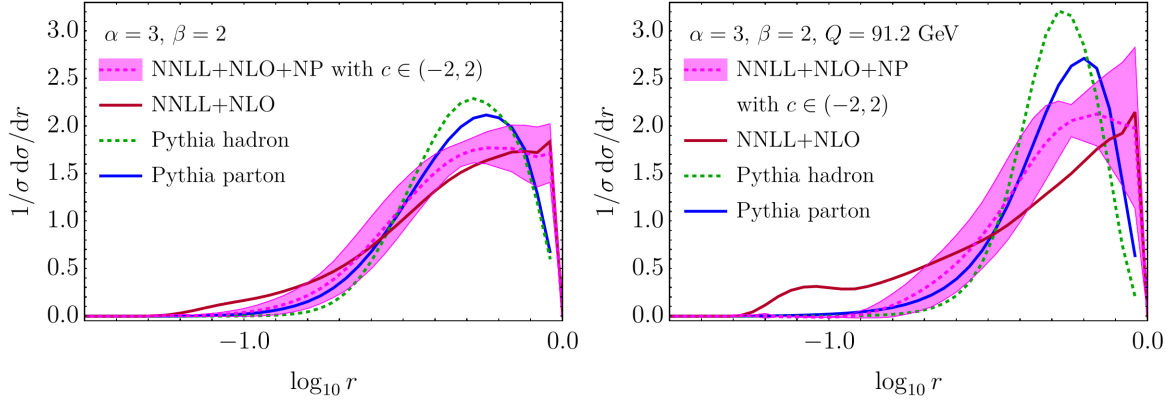 α = 3, β = 2
NNLL+NLO+NP with c ∈ (−2, 2)
NNLL+NLO
Pythia hadron
Pythia parton
1/σ dσ/dr
3.0
2.5
2.0
1.5
1.0
0.5
0.0
−1.0
0.0
log₁₀ r
α = 3, β = 2, Q = 91.2 GeV
NNLL+NLO+NP
with c ∈ (−2, 2)
NNLL+NLO
Pythia hadron
Pythia parton
1/σ dσ/dr
3.0
2.5
2.0
1.5
1.0
0.5
0.0
−1.0
0.0
log₁₀ r